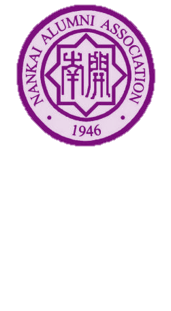 NANKAI ALUMNI ASSOCIATION
南開
· 1946 ·